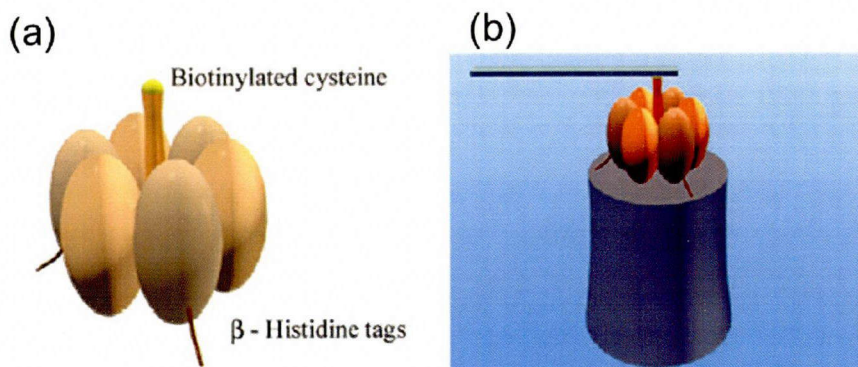 (a)
Biotinylated cysteine
β - Histidine tags
(b)